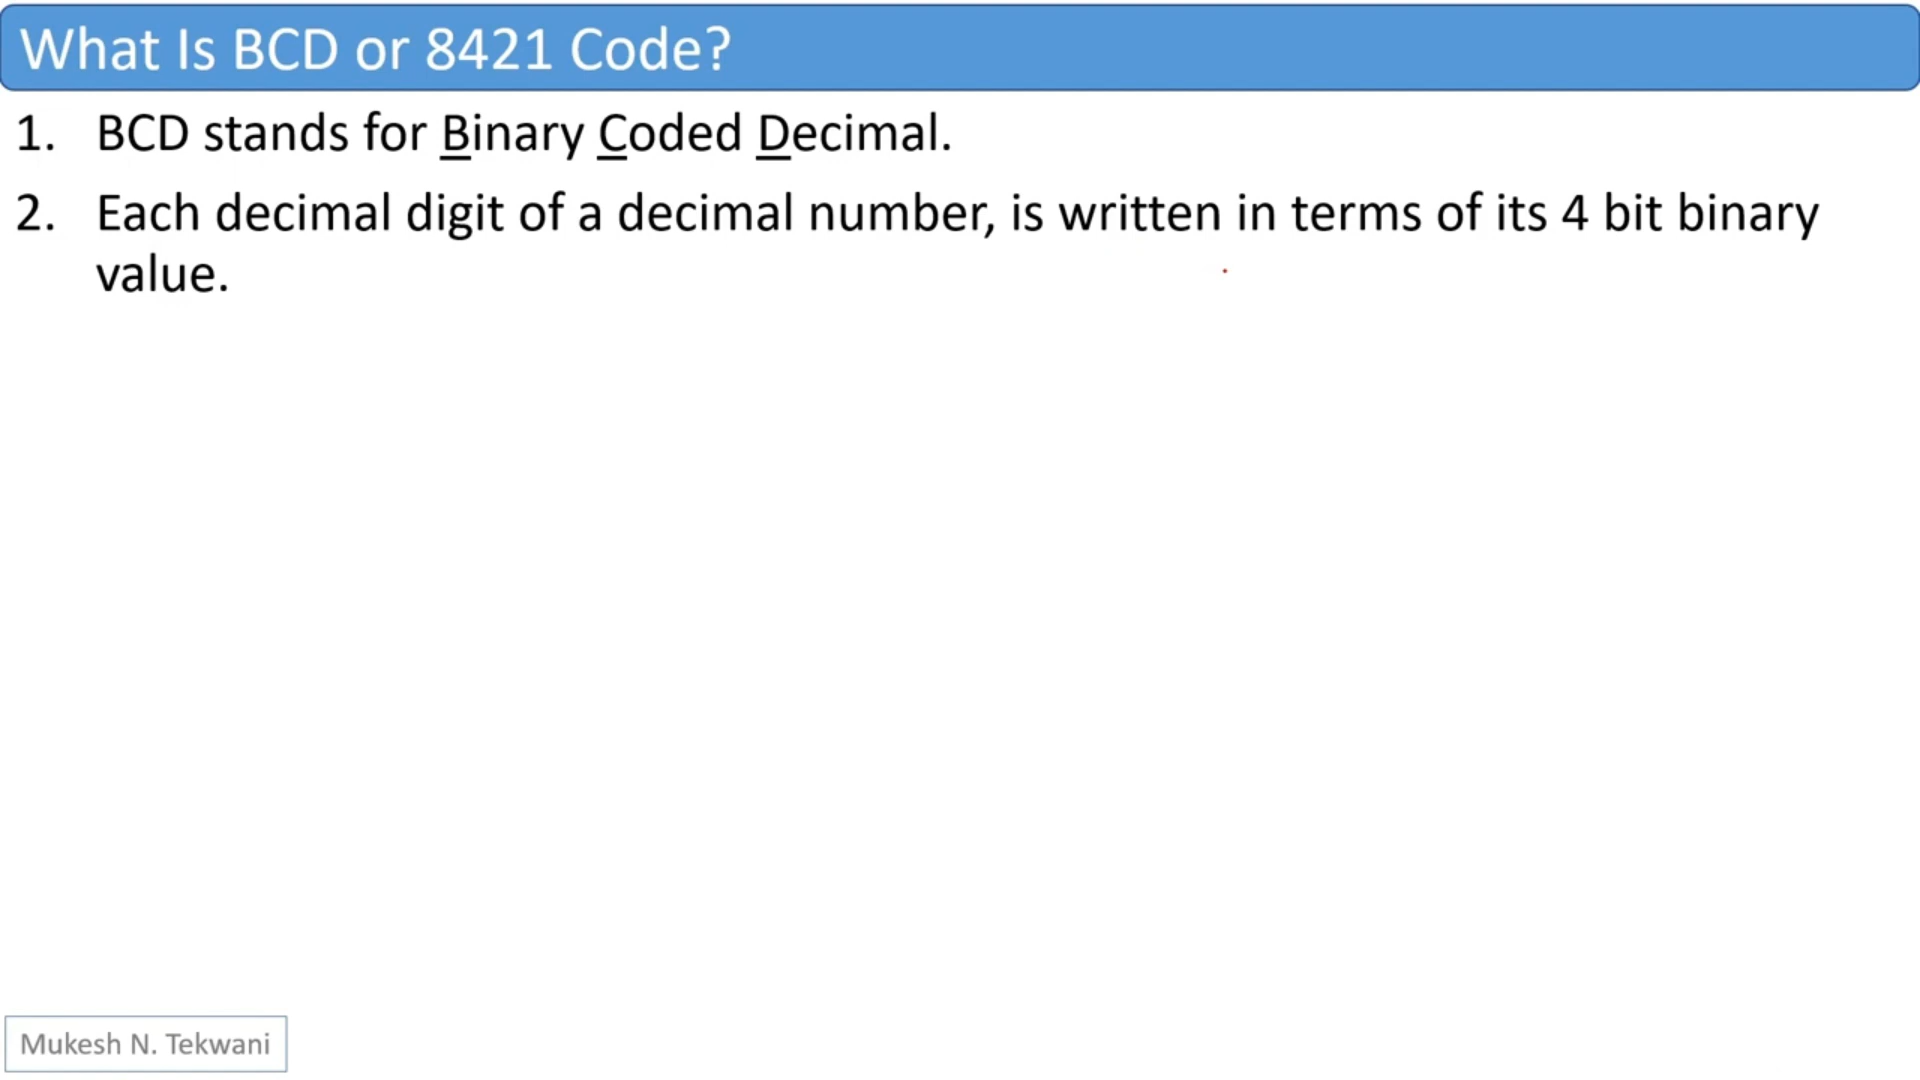 What Is BCD or 8421 Code?
1. BCD stands for Binary Coded Decimal.
2. Each decimal digit of a decimal number, is written in terms of its 4 bit binary
value.
Mukesh N. Tekwani